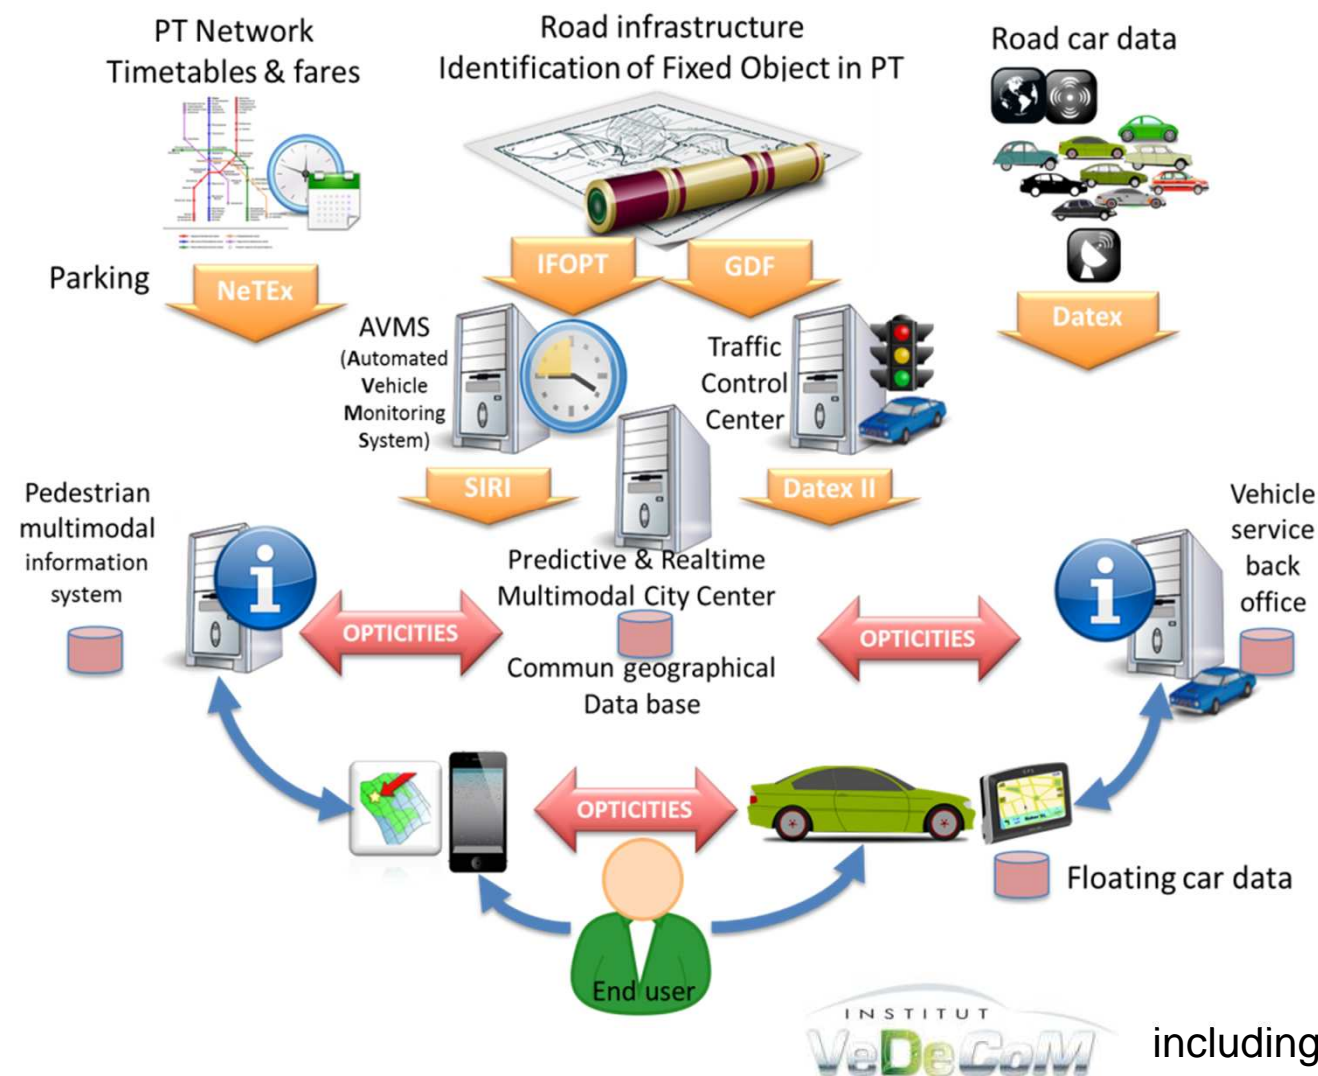 PT Network
Timetables & fares
Road infrastructure
Identification of Fixed Object in PT
Road car data
Parking
NeTEx
IFOPT
GDF
Datex
AVMS
(Automated
Vehicle
Monitoring
System)
Traffic
Control
Center
SIRI
Datex II
Pedestrian
multimodal
information
system
Vehicle
service
back
office
Predictive & Realtime
Multimodal City Center
OPTICITIES
OPTICITIES
Commun geographical
Data base
OPTICITIES
Floating car data
End user
INSTITUT
VeDeCoM
including